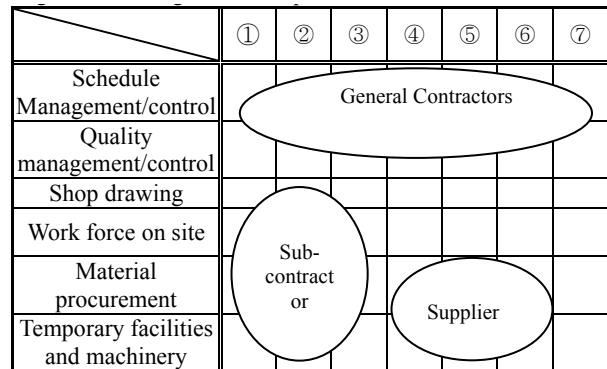 ① ② ③ ④ ⑤ ⑥ ⑦
Schedule
Management/control
General Contractors
Quality
management/control
Shop drawing
Work force on site
Sub-
contract
or
Material
procurement
Supplier
Temporary facilities
and machinery